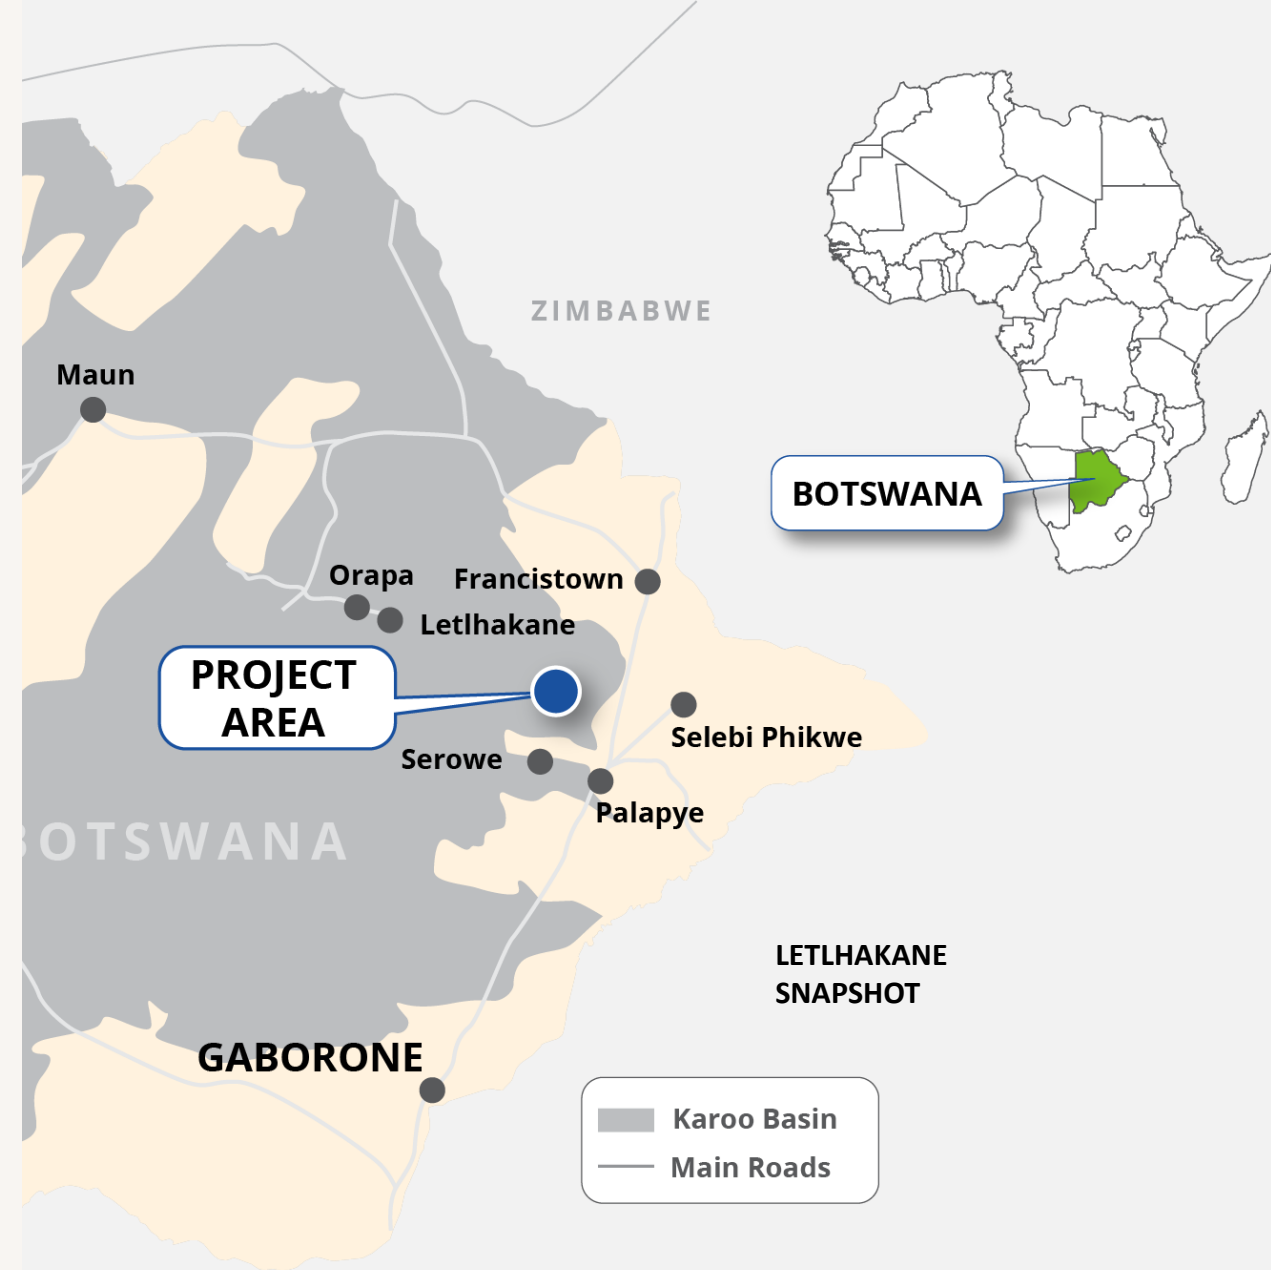 ZIMBABWE
Maun
BOTSWANA
Orapa
Francistown
Letlhakane
PROJECT
AREA
Selebi Phikwe
Serowe
Palapye
BOTSWANA
LETLHAKANE
SNAPSHOT
GABORONE
Karoo Basin
Main Roads